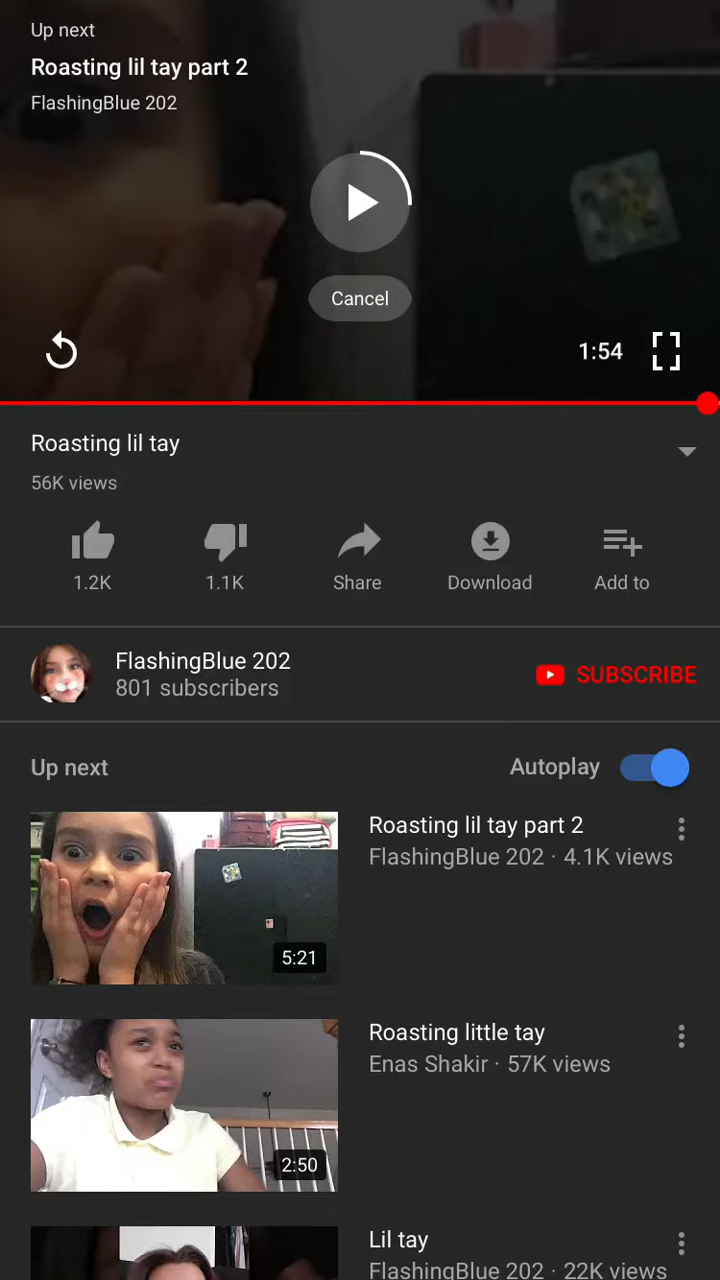 Up next
Roasting lil tay part 2
FlashingBlue 202
Cancel
1:54
Roasting lil tay
56K views
1.2K
1.1K
Share
Download
Add to
FlashingBlue 202
801 subscribers
SUBSCRIBE
Up next
Autoplay
Roasting lil tay part 2
FlashingBlue 202 · 4.1K views
5:21
Roasting little tay
Enas Shakir · 57K views
2:50
Lil tay
FlashingBlue 202 · 22K views